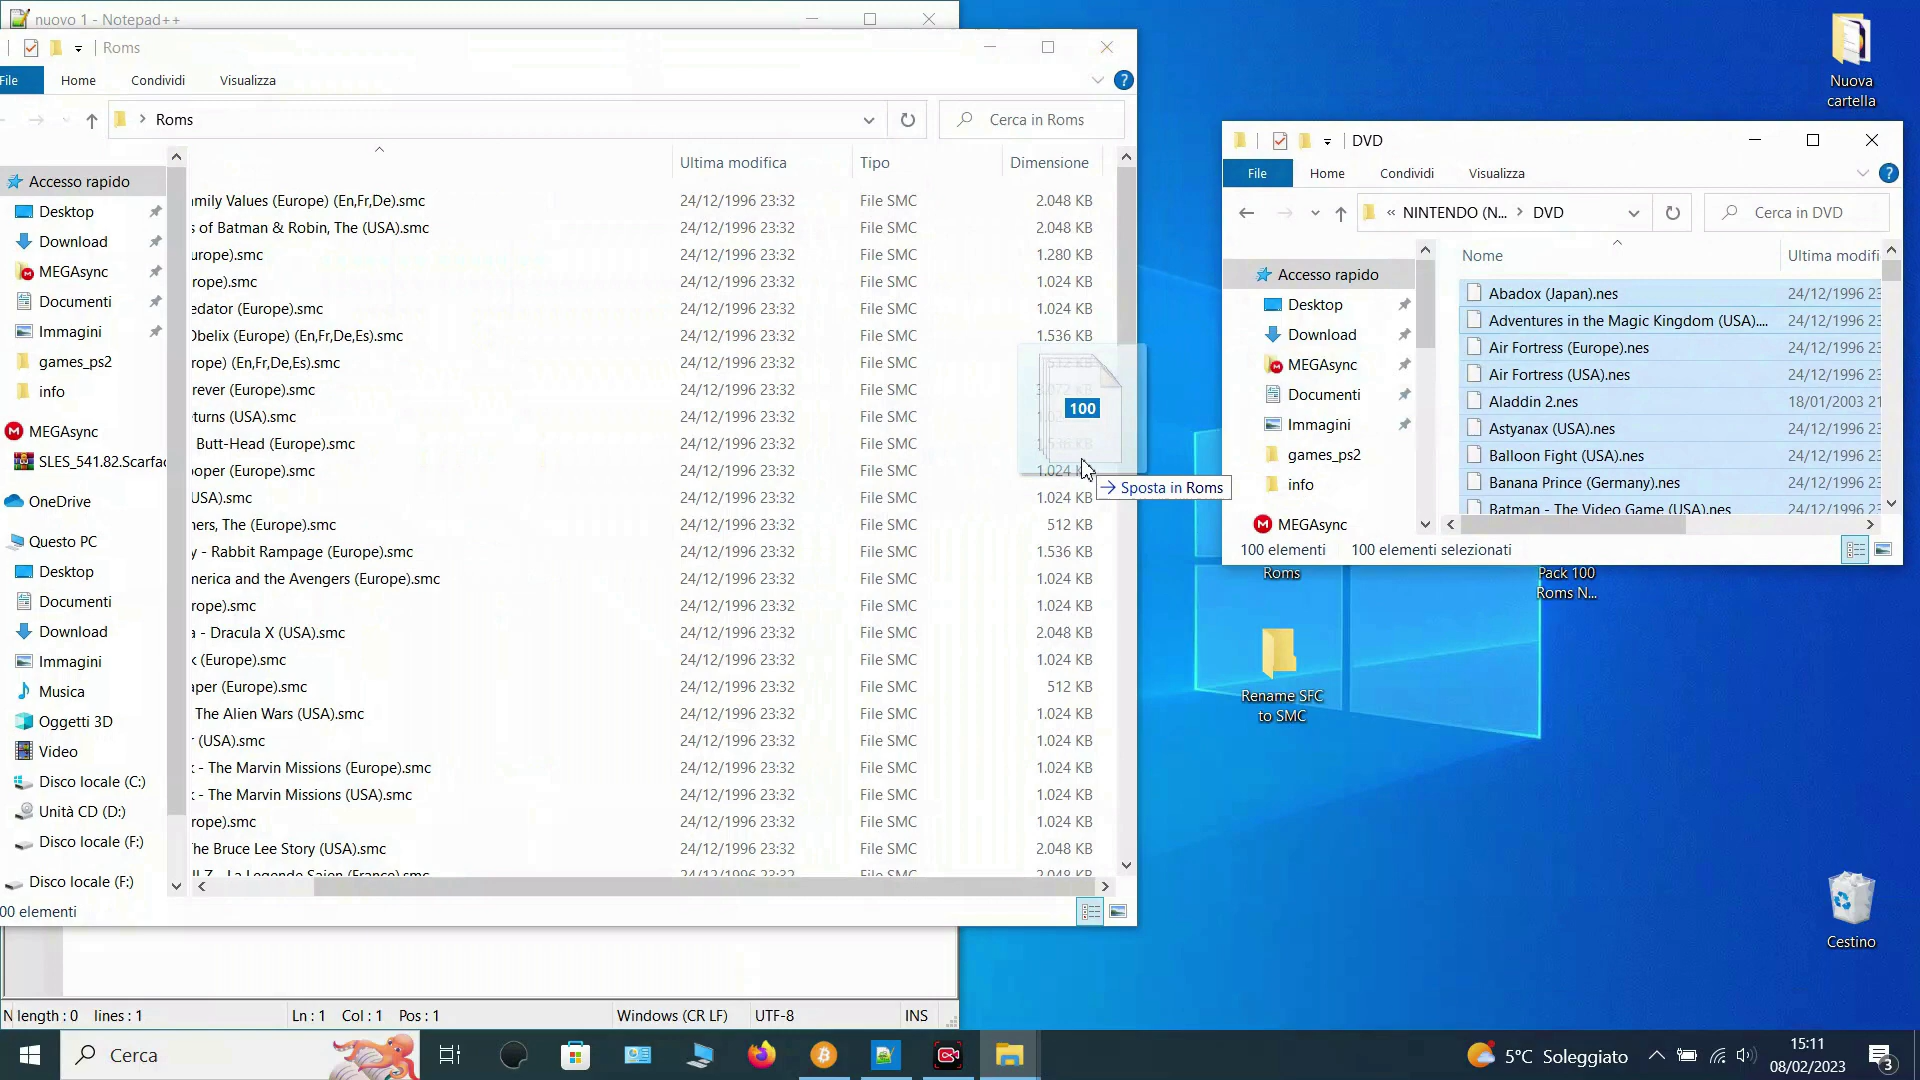 nuovo 1 - Notepad++
Roms
File
Home
Condividi
Visualizza
Roms
Cerca in Roms
Ultima modifica
Tipo
Dimensione
Accesso rapido
Desktop
Download
MEGAsync
Documenti
Immagini
games_ps2
info
MEGAsync
SLES_541.82.Scarfac
OneDrive
Questo PC
Desktop
Documenti
Download
Immagini
Musica
Oggetti 3D
Video
Disco locale (C:)
Unità CD (D:)
Disco locale (F:)
Disco locale (F:)
amily Values (Europe) (En,Fr,De).smc 24/12/1996 23:32 File SMC 2.048 KB
s of Batman & Robin, The (USA).smc 24/12/1996 23:32 File SMC 2.048 KB
urope).smc 24/12/1996 23:32 File SMC 1.280 KB
rope).smc 24/12/1996 23:32 File SMC 1.024 KB
edator (Europe).smc 24/12/1996 23:32 File SMC 1.024 KB
Obelix (Europe) (En,Fr,De,Es).smc 24/12/1996 23:32 File SMC 1.536 KB
rope) (En,Fr,De,Es).smc 24/12/1996 23:32 File SMC 512 KB
rever (Europe).smc 24/12/1996 23:32 File SMC 3.072 KB
turns (USA).smc 24/12/1996 23:32 File SMC
Butt-Head (Europe).smc 24/12/1996 23:32 File SMC 1.536 KB
ooper (Europe).smc 24/12/1996 23:32 File SMC 1.024 K
USA).smc 24/12/1996 23:32 File SMC 1.024 KB
ners, The (Europe).smc 24/12/1996 23:32 File SMC 512 KB
y - Rabbit Rampage (Europe).smc 24/12/1996 23:32 File SMC 1.536 KB
merica and the Avengers (Europe).smc 24/12/1996 23:32 File SMC 1.024 KB
rope).smc 24/12/1996 23:32 File SMC 1.024 KB
a - Dracula X (USA).smc 24/12/1996 23:32 File SMC 2.048 KB
k (Europe).smc 24/12/1996 23:32 File SMC 1.024 KB
aper (Europe).smc 24/12/1996 23:32 File SMC 512 KB
The Alien Wars (USA).smc 24/12/1996 23:32 File SMC 1.024 KB
r (USA).smc 24/12/1996 23:32 File SMC 1.024 KB
k - The Marvin Missions (Europe).smc 24/12/1996 23:32 File SMC 1.024 KB
k - The Marvin Missions (USA).smc 24/12/1996 23:32 File SMC 1.024 KB
rope).smc 24/12/1996 23:32 File SMC 1.024 KB
The Bruce Lee Story (USA).smc 24/12/1996 23:32 File SMC 2.048 KB
100
Sposta in Roms
00 elementi
N length : 0 lines : 1 Ln : 1 Col : 1 Pos : 1 Windows (CR LF) UTF-8 INS
DVD
File
Home
Condividi
Visualizza
« NINTENDO (N... > DVD
Cerca in DVD
Nome
Ultima modifi
Accesso rapido
Desktop
Download
MEGAsync
Documenti
Immagini
games_ps2
info
MEGAsync
Abadox (Japan).nes 24/12/1996 23
Adventures in the Magic Kingdom (USA).... 24/12/1996 23
Air Fortress (Europe).nes 24/12/1996 23
Air Fortress (USA).nes 24/12/1996 23
Aladdin 2.nes 18/01/2003 21
Astyanax (USA).nes 24/12/1996 23
Balloon Fight (USA).nes 24/12/1996 23
Banana Prince (Germany).nes 24/12/1996 23
Batman - The Video Game (USA).nes 24/12/1996 23
100 elementi
100 elementi selezionati
Nuova
cartella
Roms
Pack 100
Roms N...
Rename SFC
to SMC
Cestino
Cerca
5°C Soleggiato
15:11
08/02/2023
3